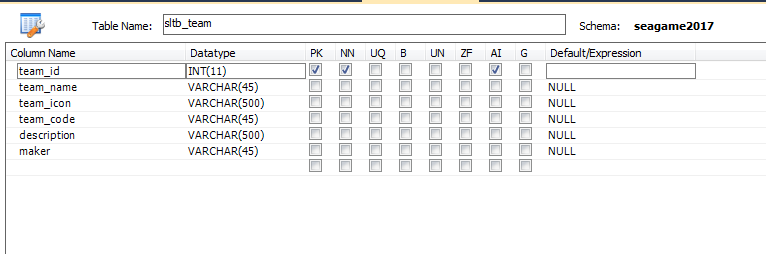 Table Name: sltb_team Schema: seagame2017
Column Name Datatype PK NN UQ B UN ZF AI G Default/Expression
team_id INT(11)
team_name VARCHAR(45) NULL
team_icon VARCHAR(500) NULL
team_code VARCHAR(45) NULL
description VARCHAR(500) NULL
maker VARCHAR(45) NULL